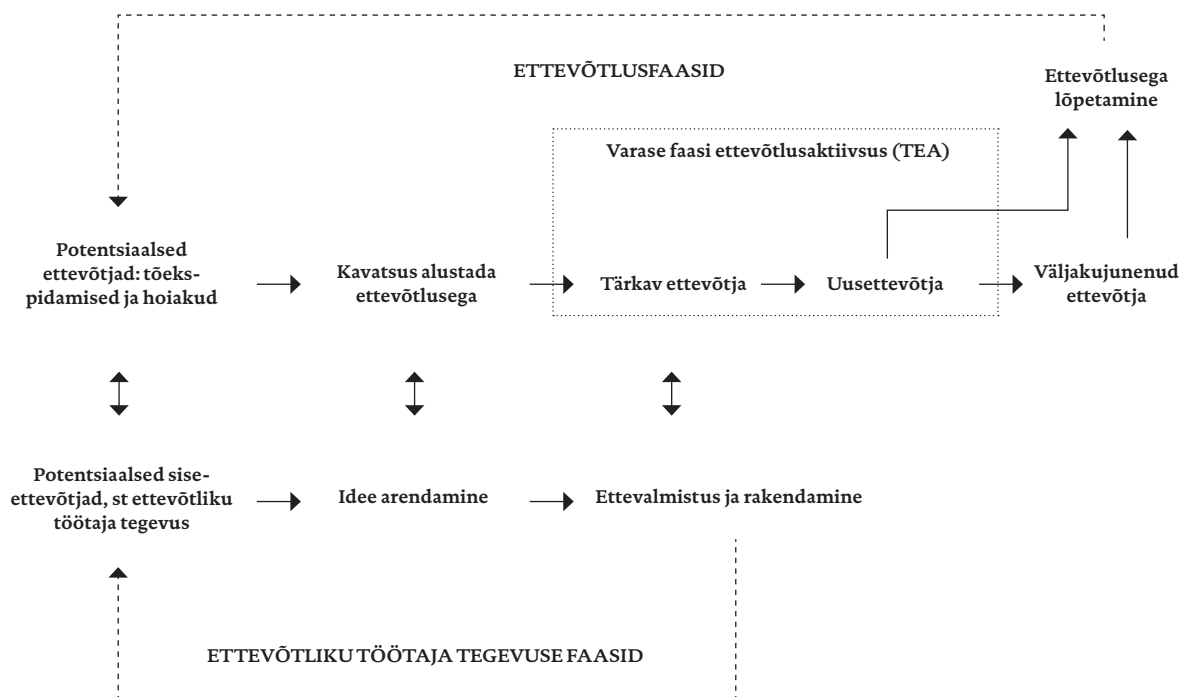 ETTEVÕTLUSFAASID
Ettevõtlusega
lõpetamine
Varase faasi ettevõtlusaktiivsus (TEA)
Potentsiaalsed
ettevõtjad: tõeks-
pidamised ja hoiakud
Kavatsus alustada
ettevõtlusega
Tärkav ettevõtja
Uusettevõtja
Väljakujunenud
ettevõtja
Potentsiaalsed sise-
ettevõtjad, st ettevõtliku
töötaja tegevus
Idee arendamine
Ettevalmistus ja rakendamine
ETTEVÕTLIKU TÖÖTAJA TEGEVUSE FAASID